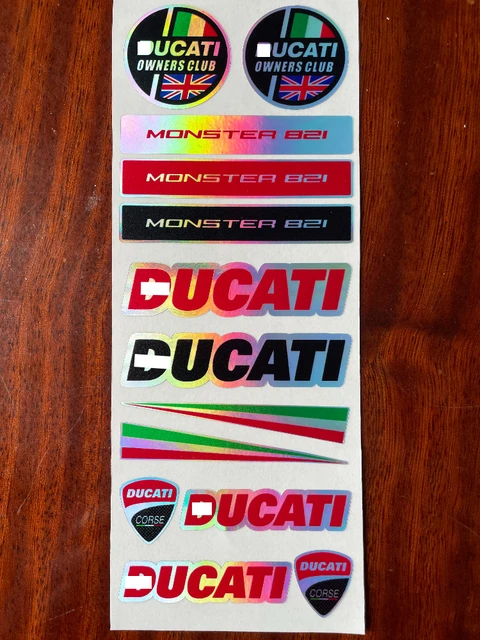 DUCATI
OWNERS CLUB
DUCATI
OWNERS CLUB
MONSTER 821
MONSTER 821
MONSTER 821
DUCATI
DUCATI
DUCATI
CORSE
DUCATI
DUCATI
DUCATI
CORSE